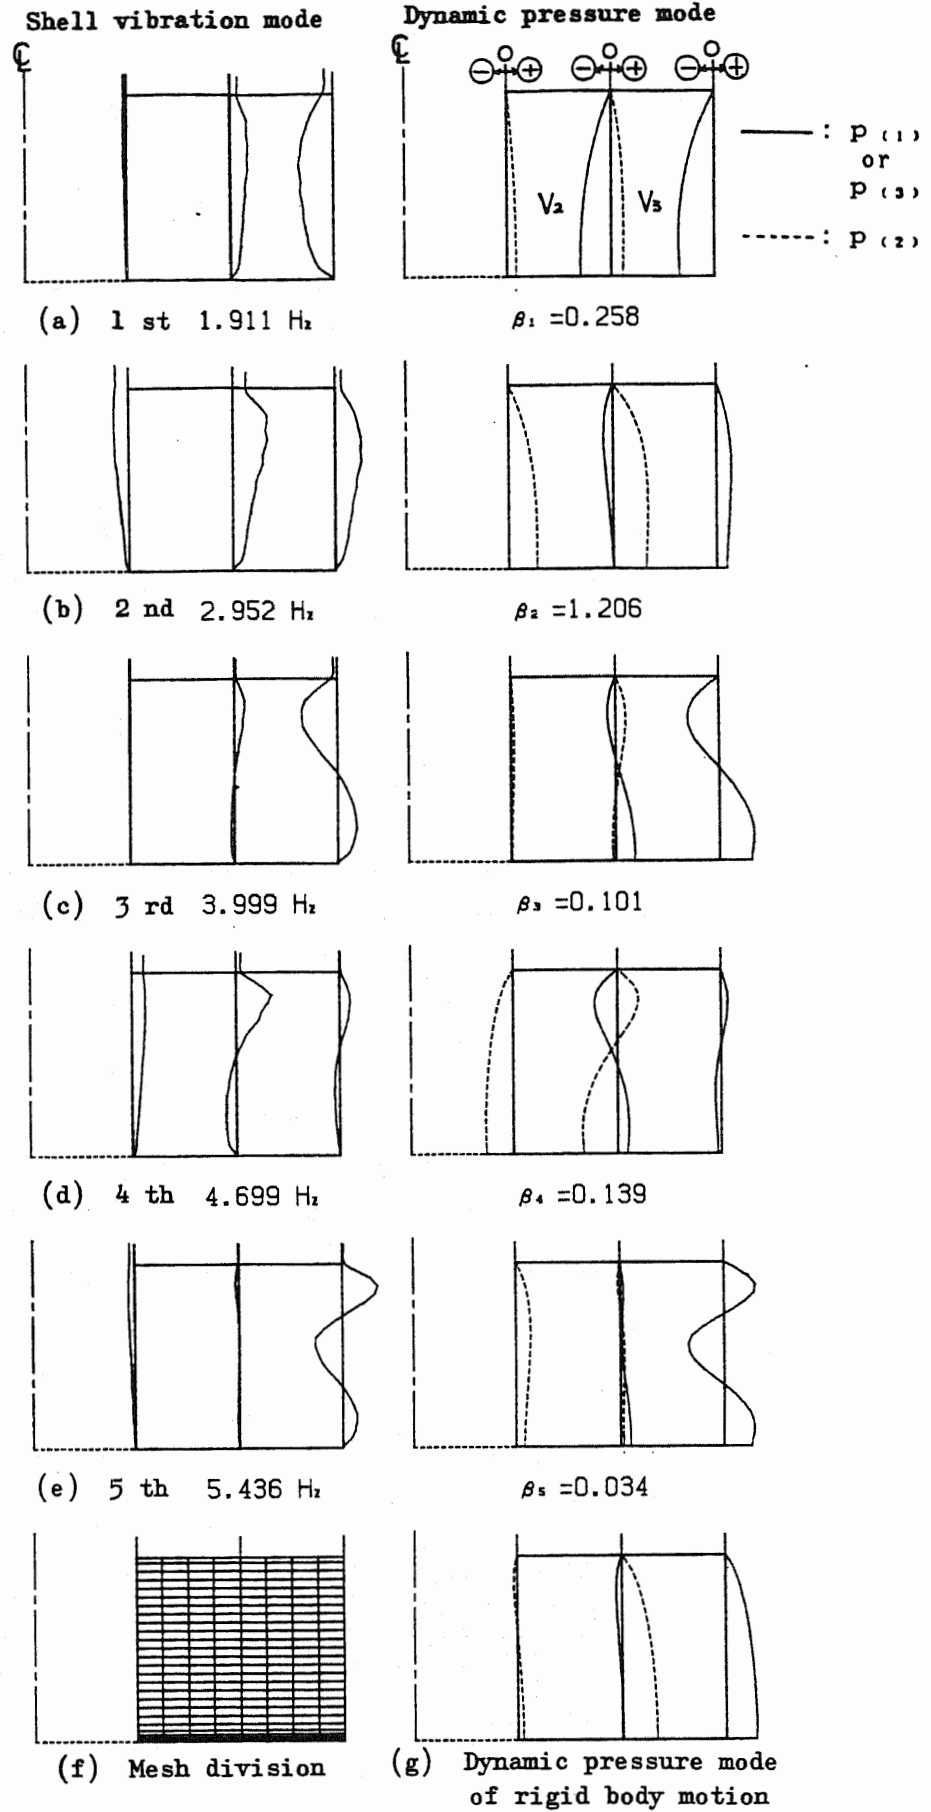 Shell vibration mode
Dynamic pressure mode
℄
℄
⊖ O ⊕ ⊖ O ⊕ ⊖ O ⊕
: p (1)
or
p (3)
: p (2)
V₂ V₃
(a) 1 st 1.911 Hz
β₁ =0.258
(b) 2 nd 2.952 Hz
β₂ =1.206
(c) 3 rd 3.999 Hz
β₃ =0.101
(d) 4 th 4.699 Hz
β₄ =0.139
(e) 5 th 5.436 Hz
β₅ =0.034
(f) Mesh division
(g) Dynamic pressure mode
of rigid body motion